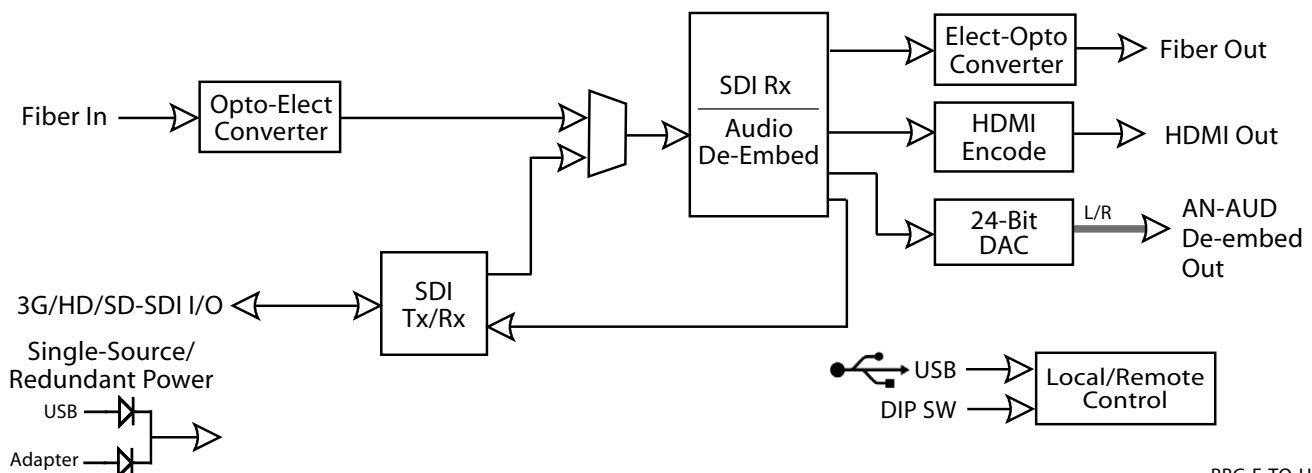 Fiber In
Opto-Elect
Converter
SDI Rx
Audio
De-Embed
Elect-Opto
Converter
Fiber Out
HDMI
Encode
HDMI Out
24-Bit
DAC
L/R
AN-AUD
De-embed
Out
3G/HD/SD-SDI I/O
SDI
Tx/Rx
Single-Source/
Redundant Power
USB
Adapter
USB
DIP SW
Local/Remote
Control